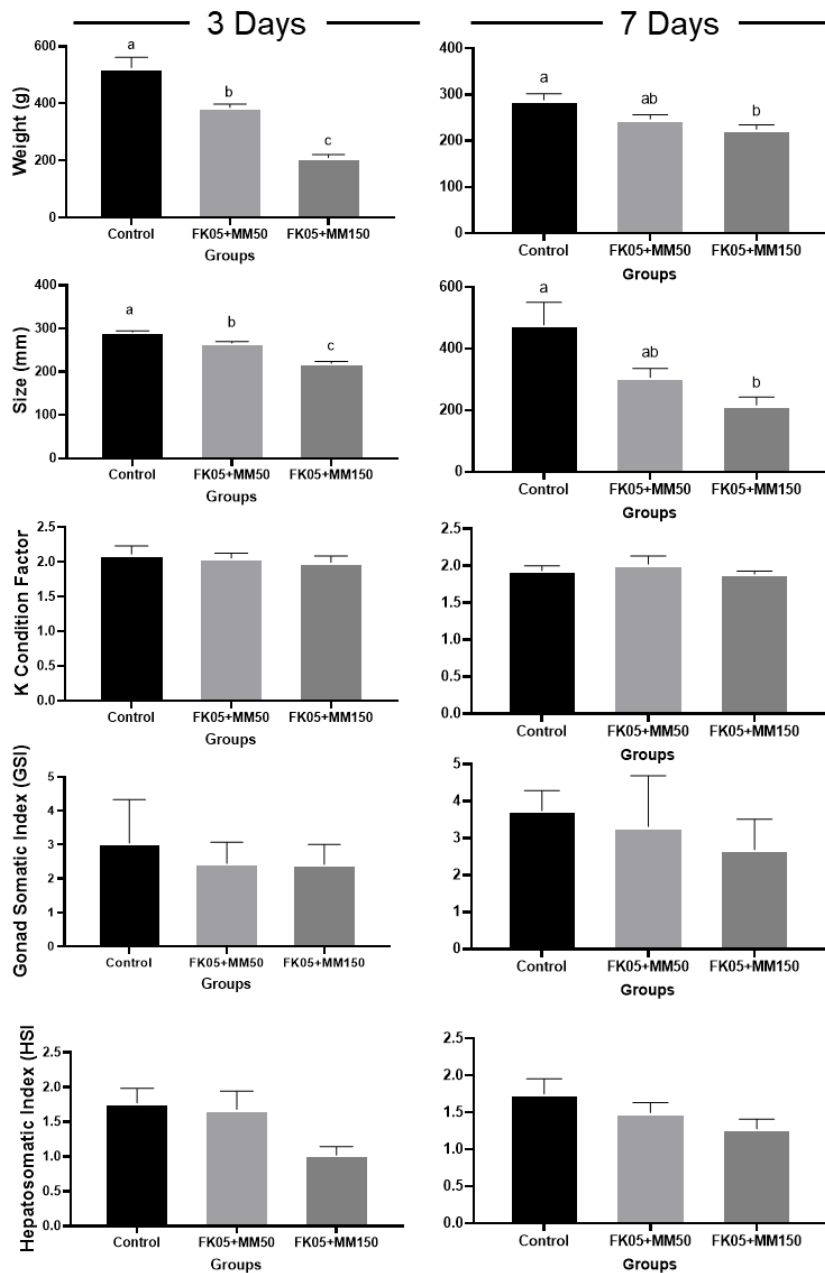 3 Days
7 Days
Weight (g)
600
400
200
0
a
b
c
Control
FK05+MM50
FK05+MM150
Groups
400
300
200
100
0
a
ab
b
Control
FK05+MM50
FK05+MM150
Groups
Size (mm)
400
300
200
100
0
a
b
c
Control
FK05+MM50
FK05+MM150
Groups
600
400
200
0
a
ab
b
Control
FK05+MM50
FK05+MM150
Groups
K Condition Factor
2.5
2.0
1.5
1.0
0.5
0.0
Control
FK05+MM50
FK05+MM150
Groups
2.5
2.0
1.5
1.0
0.5
0.0
Control
FK05+MM50
FK05+MM150
Groups
Gonad Somatic Index (GSI)
5
4
3
2
1
0
Control
FK05+MM50
FK05+MM150
Groups
5
4
3
2
1
0
Control
FK05+MM50
FK05+MM150
Groups
Hepatosomatic Index (HSI
2.5
2.0
1.5
1.0
0.5
0.0
Control
FK05+MM50
FK05+MM150
Groups
2.5
2.0
1.5
1.0
0.5
0.0
Control
FK05+MM50
FK05+MM150
Groups